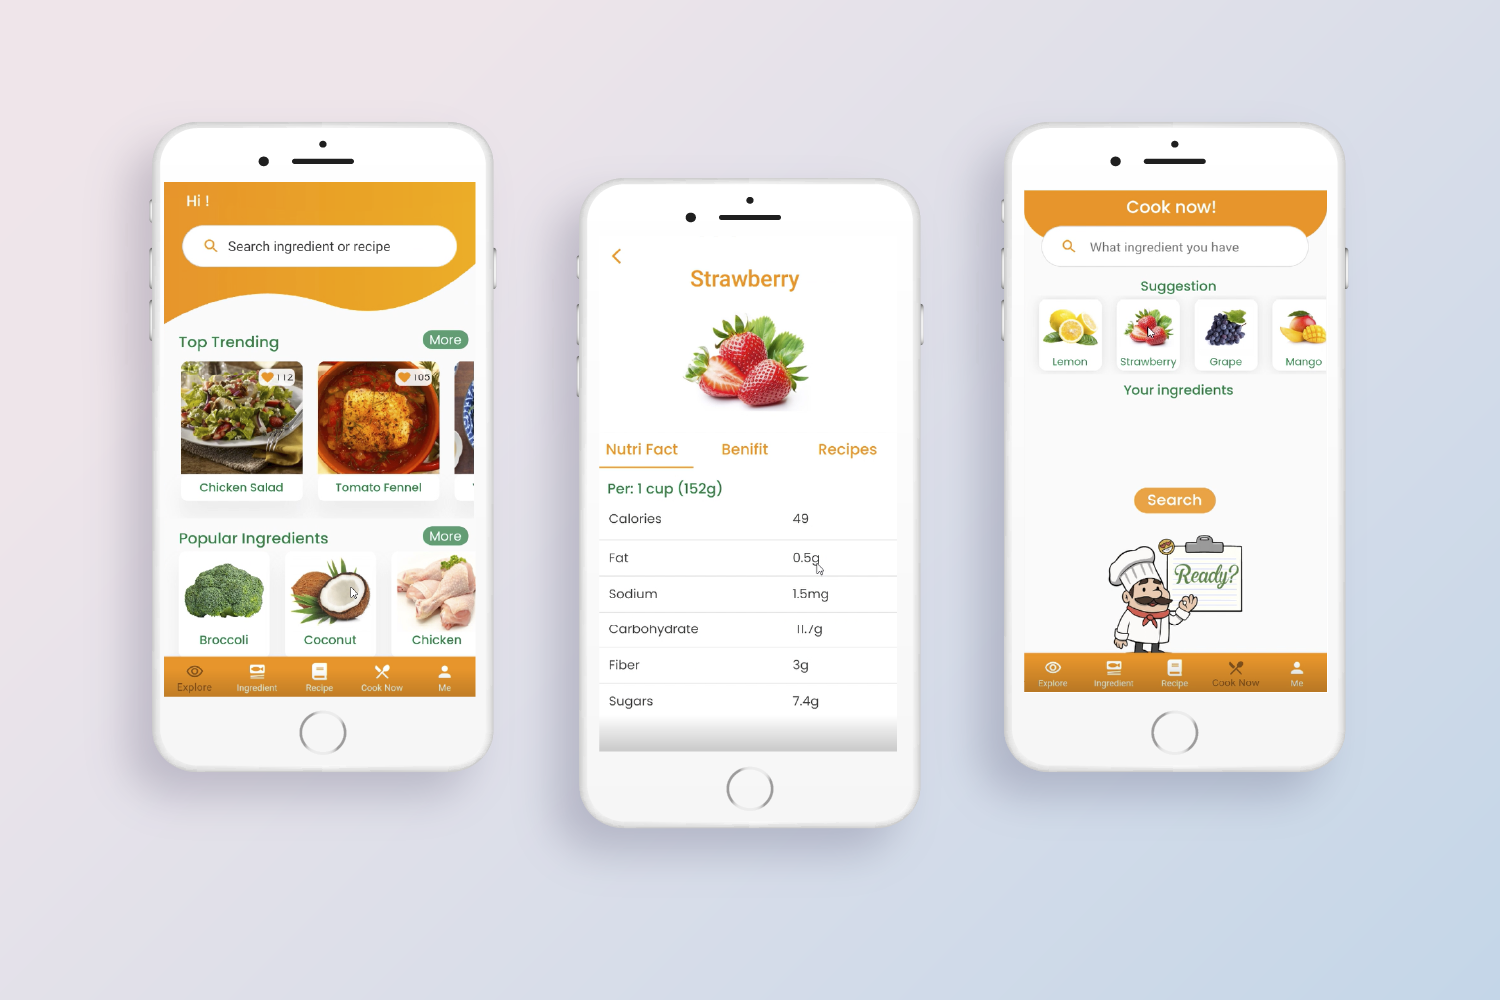 Hi !
Search ingredient or recipe
Top Trending
More
112
105
Chicken Salad
Tomato Fennel
Popular Ingredients
More
Broccoli
Coconut
Chicken
Explore
Ingredient
Recipe
Cook Now
Me
Strawberry
Nutri Fact
Benifit
Recipes
Per: 1 cup (152g)
Calories 49
Fat 0.5g
Sodium 1.5mg
Carbohydrate 11.7g
Fiber 3g
Sugars 7.4g
Cook now!
What ingredient you have
Suggestion
Lemon
Strawberry
Grape
Mango
Your ingredients
Search
Ready?
Explore
Ingredient
Recipe
Cook Now
Me